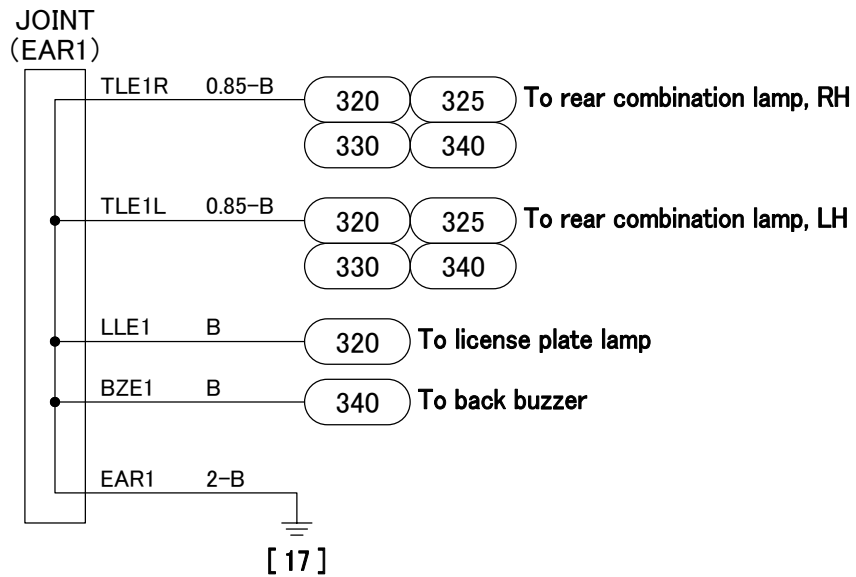 JOINT
(EAR1)
TLE1R 0.85-B 320 325 To rear combination lamp, RH
330 340
TLE1L 0.85-B 320 325 To rear combination lamp, LH
330 340
LLE1 B 320 To license plate lamp
BZE1 B 340 To back buzzer
EAR1 2-B
[17]